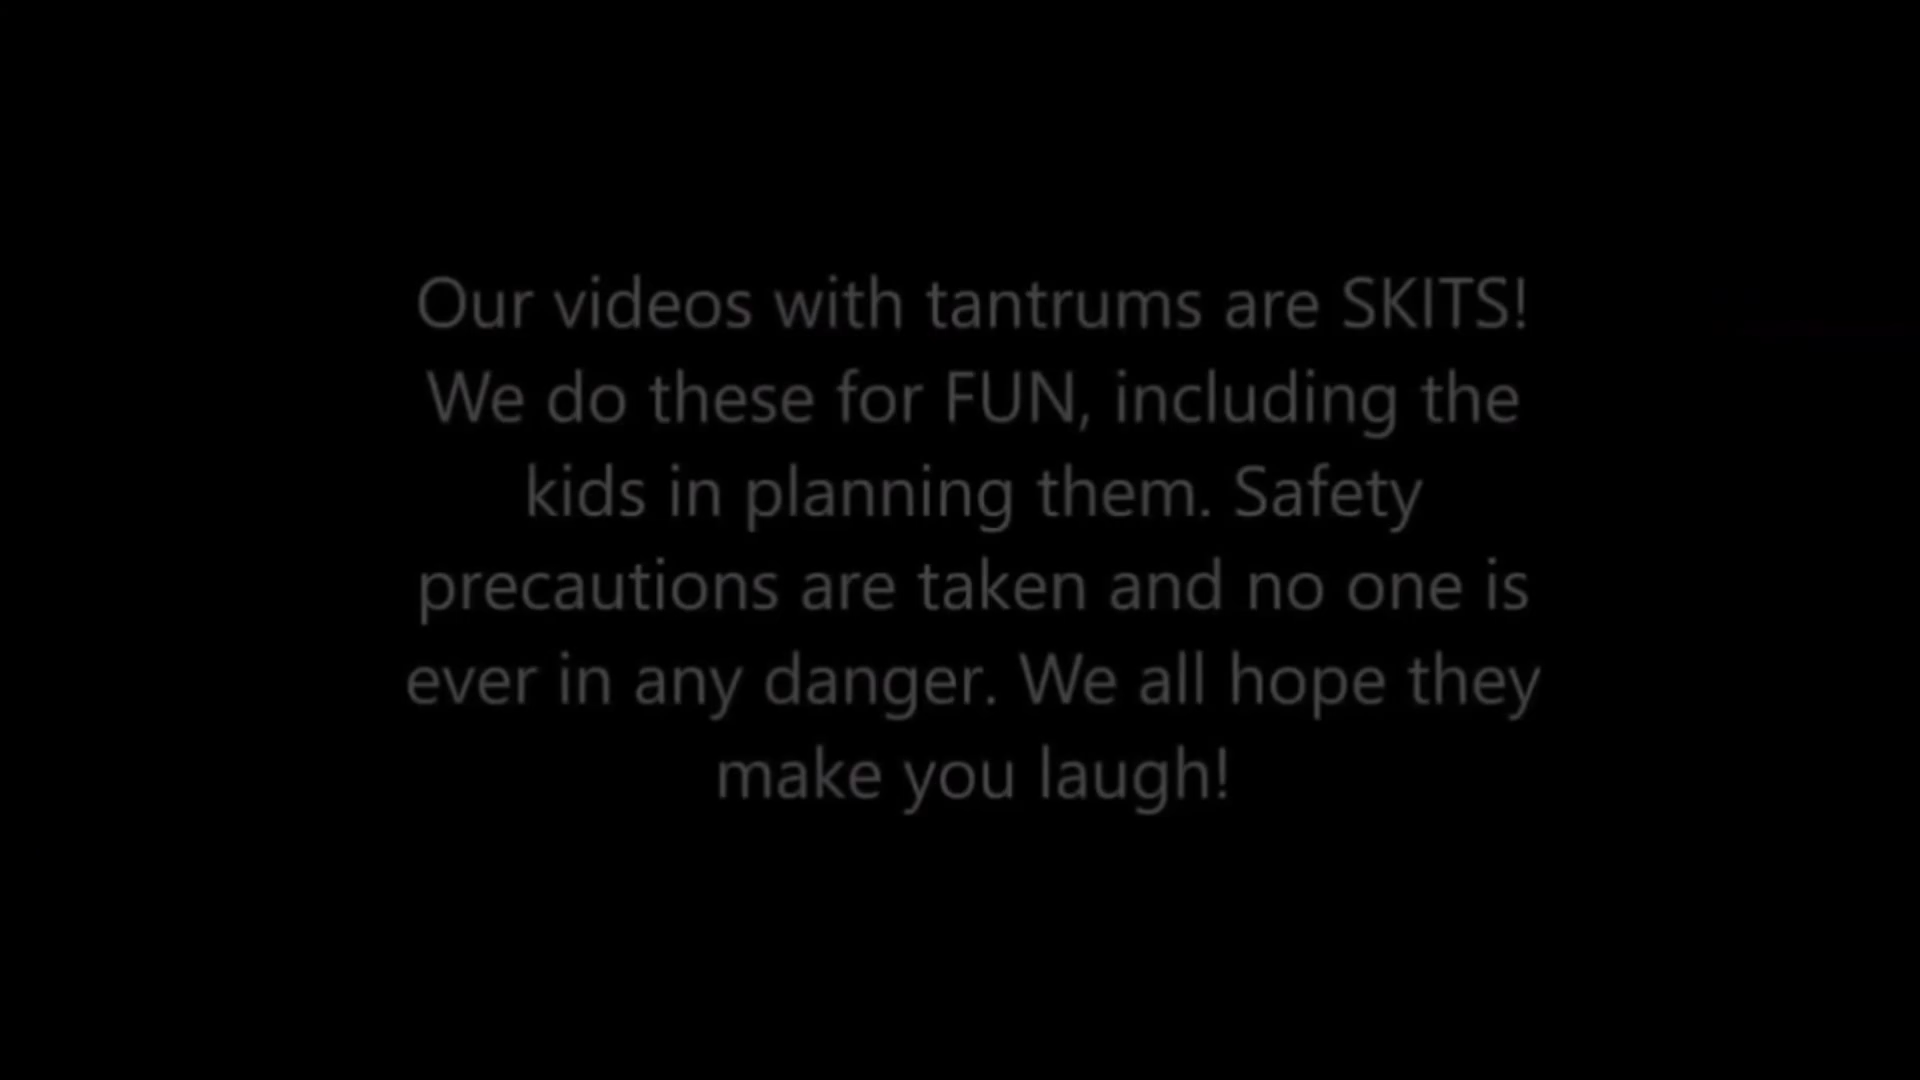 Our videos with tantrums are SKITS!
We do these for FUN, including the
kids in planning them. Safety
precautions are taken and no one is
ever in any danger. We all hope they
make you laugh!